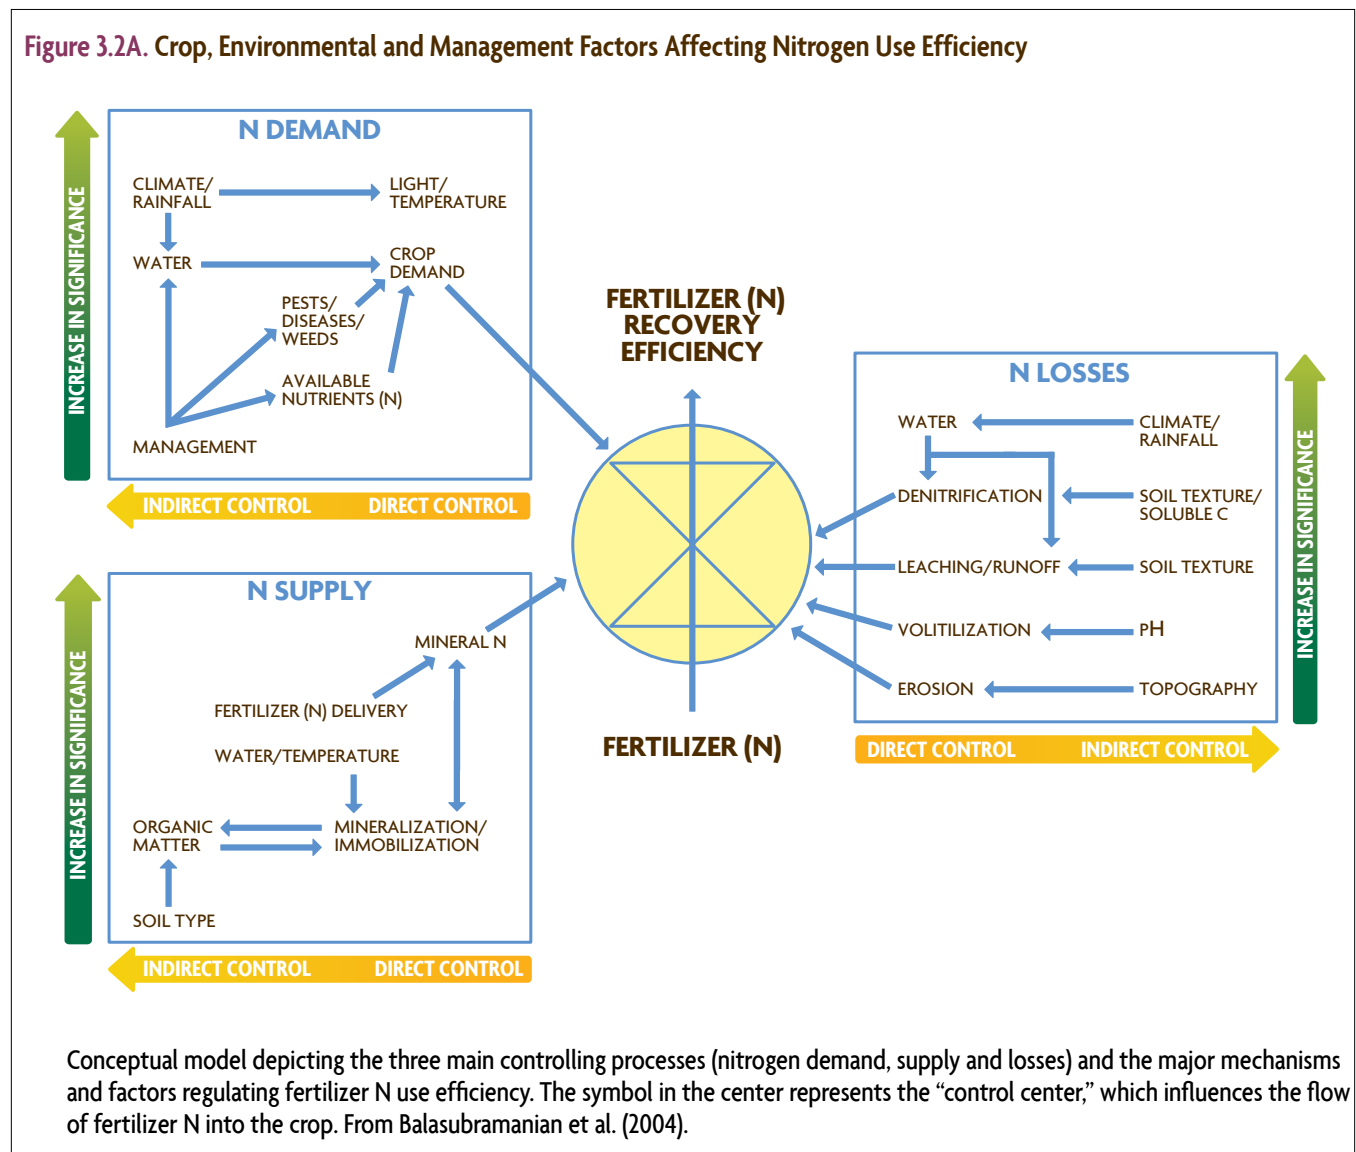 Figure 3.2A. Crop, Environmental and Management Factors Affecting Nitrogen Use Efficiency
INCREASE IN SIGNIFICANCE
N DEMAND
CLIMATE/
RAINFALL
LIGHT/
TEMPERATURE
WATER
CROP
DEMAND
PESTS/
DISEASES/
WEEDS
AVAILABLE
NUTRIENTS (N)
MANAGEMENT
INDIRECT CONTROL
DIRECT CONTROL
INCREASE IN SIGNIFICANCE
N SUPPLY
MINERAL N
FERTILIZER (N) DELIVERY
WATER/TEMPERATURE
ORGANIC
MATTER
MINERALIZATION/
IMMOBILIZATION
SOIL TYPE
INDIRECT CONTROL
DIRECT CONTROL
FERTILIZER (N)
RECOVERY
EFFICIENCY
FERTILIZER (N)
N LOSSES
WATER
CLIMATE/
RAINFALL
DENITRIFICATION
SOIL TEXTURE/
SOLUBLE C
LEACHING/RUNOFF
SOIL TEXTURE
VOLITILIZATION
PH
EROSION
TOPOGRAPHY
DIRECT CONTROL
INDIRECT CONTROL
INCREASE IN SIGNIFICANCE
Conceptual model depicting the three main controlling processes (nitrogen demand, supply and losses) and the major mechanisms
and factors regulating fertilizer N use efficiency. The symbol in the center represents the “control center,” which influences the flow
of fertilizer N into the crop. From Balasubramanian et al. (2004).